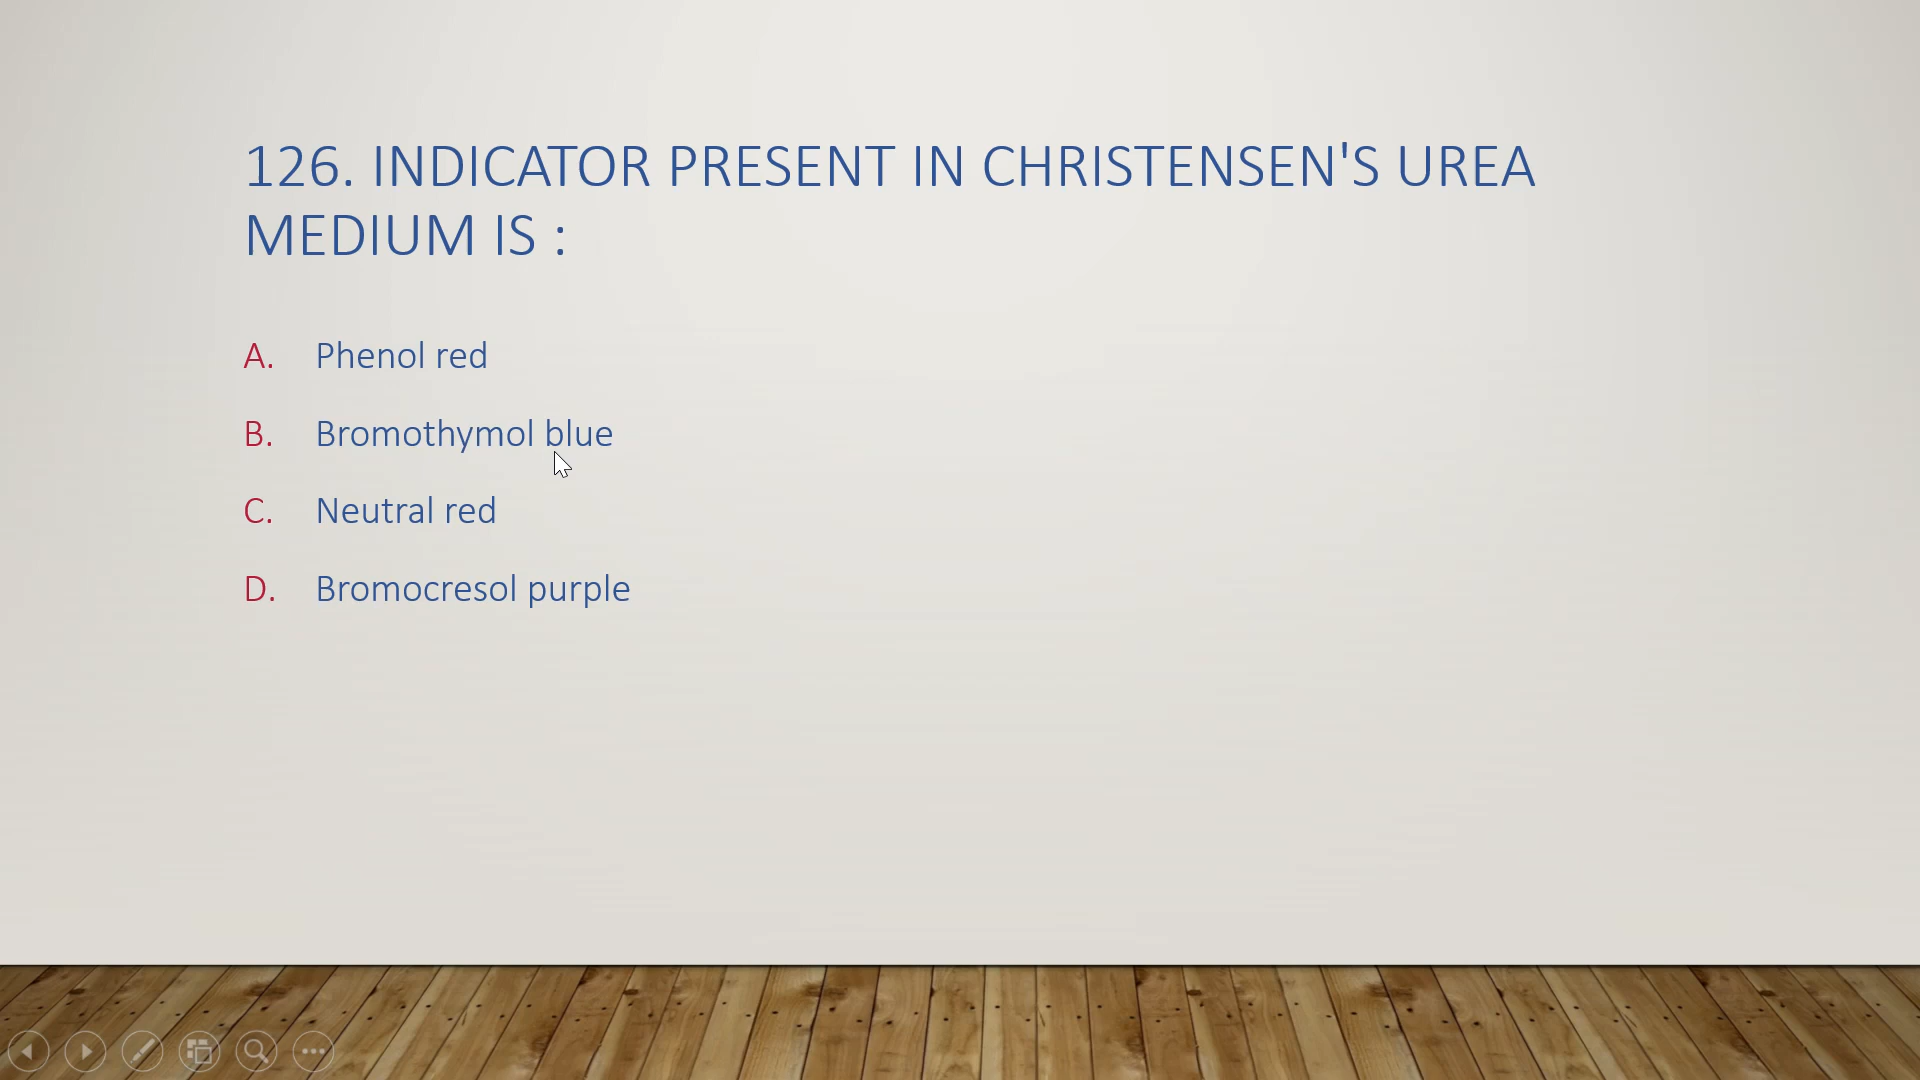 126. INDICATOR PRESENT IN CHRISTENSEN'S UREA
MEDIUM IS :
A. Phenol red
B. Bromothymol blue
C. Neutral red
D. Bromocresol purple